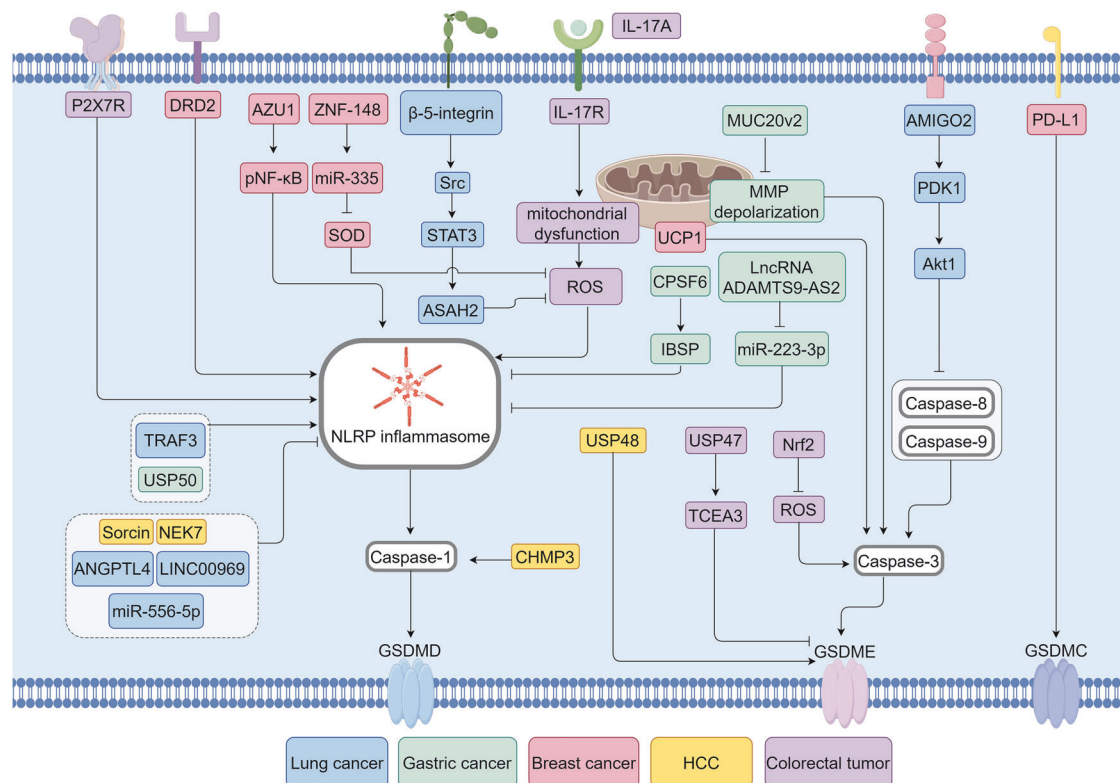 IL-17A
P2X7R
DRD2
AZU1
ZNF-148
β-5-integrin
IL-17R
MUC20v2
AMIGO2
PD-L1
pNF-κB
miR-335
Src
MMP
depolarization
PDK1
SOD
STAT3
mitochondrial
dysfunction
UCP1
Akt1
ASAH2
ROS
CPSF6
LncRNA
ADAMTS9-AS2
IBSP
miR-223-3p
NLRP inflammasome
Caspase-8
Caspase-9
TRAF3
USP50
USP48
USP47
Nrf2
Sorcin
NEK7
TCEA3
ROS
ANGPTL4
LINC00969
miR-556-5p
Caspase-1
CHMP3
Caspase-3
GSDMD
GSDME
GSDMC
Lung cancer
Gastric cancer
Breast cancer
HCC
Colorectal tumor